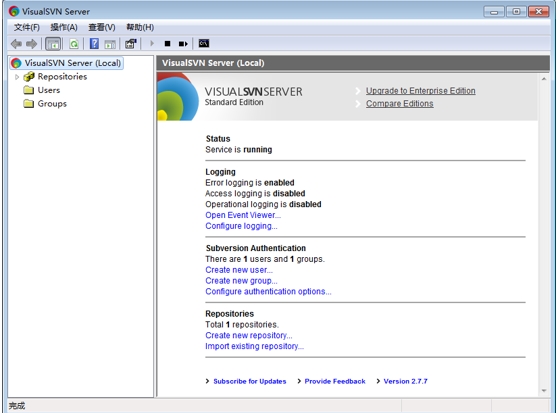 VisualSVN Server
文件(F) 操作(A) 查看(V) 帮助(H)
VisualSVN Server (Local)
Repositories
Users
Groups
VisualSVN Server (Local)
VISUALSVNSERVER
Standard Edition
Upgrade to Enterprise Edition
Compare Editions
Status
Service is running
Logging
Error logging is enabled
Access logging is disabled
Operational logging is disabled
Open Event Viewer...
Configure logging...
Subversion Authentication
There are 1 users and 1 groups.
Create new user...
Create new group...
Configure authentication options...
Repositories
Total 1 repositories.
Create new repository...
Import existing repository...
Subscribe for Updates Provide Feedback Version 2.7.7
完成